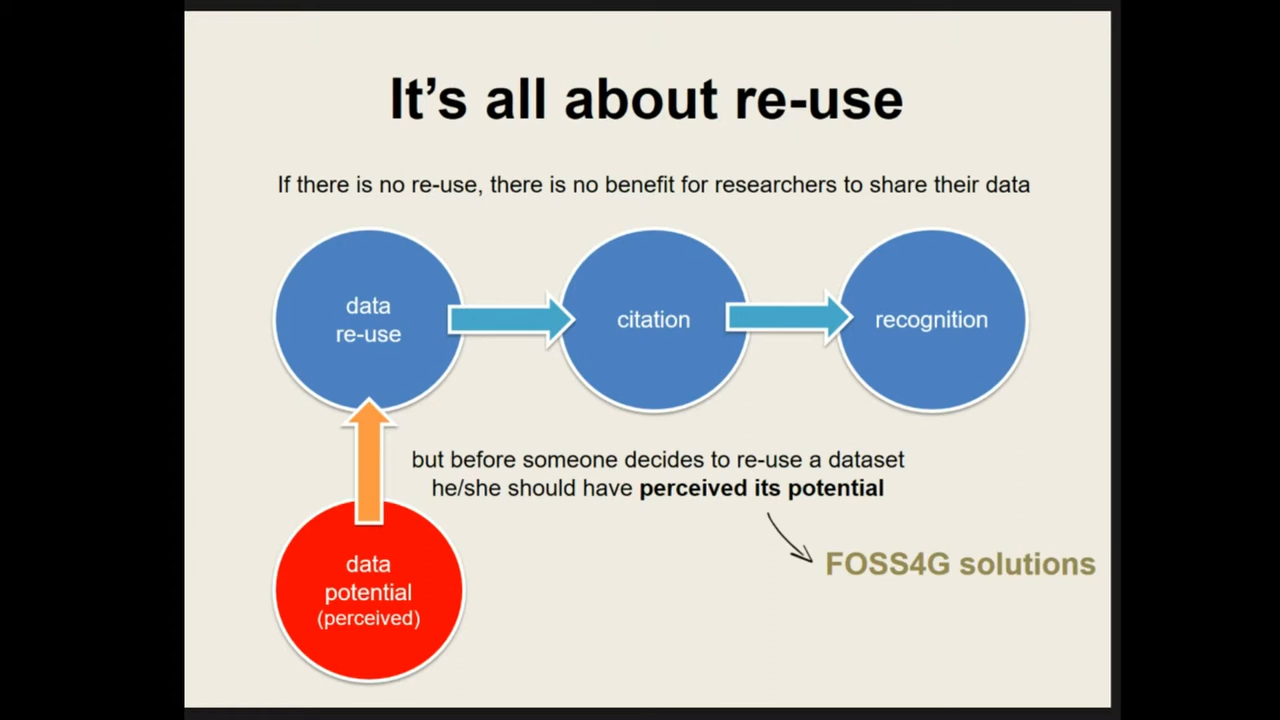 It’s all about re-use
If there is no re-use, there is no benefit for researchers to share their data
data
re-use
citation
recognition
but before someone decides to re-use a dataset
he/she should have perceived its potential
FOSS4G solutions
data
potential
(perceived)